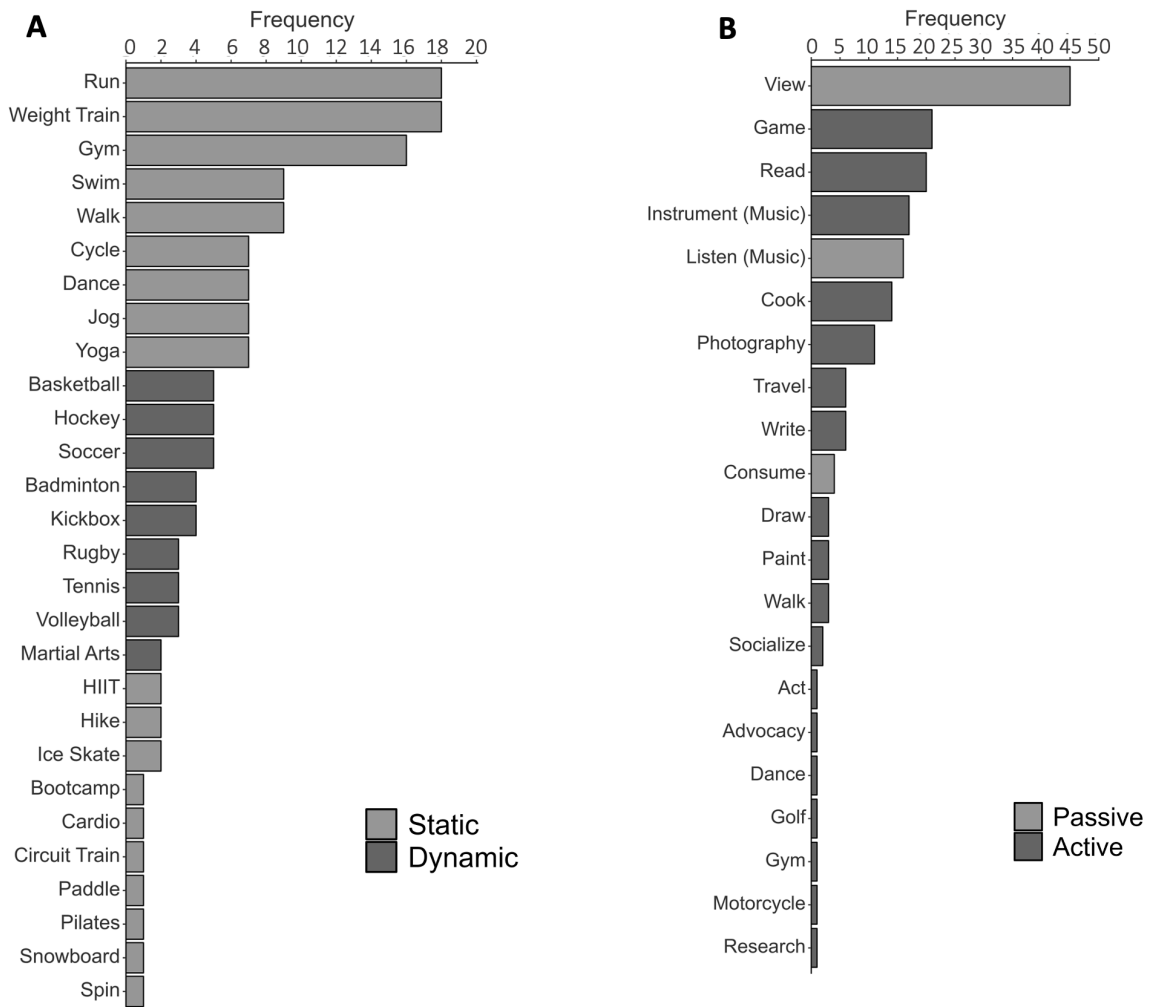 A
Frequency
0 2 4 6 8 10 12 14 16 18 20
Run
Weight Train
Gym
Swim
Walk
Cycle
Dance
Jog
Yoga
Basketball
Hockey
Soccer
Badminton
Kickbox
Rugby
Tennis
Volleyball
Martial Arts
HIIT
Hike
Ice Skate
Bootcamp
Cardio
Circuit Train
Paddle
Pilates
Snowboard
Spin
Static
Dynamic
B
Frequency
0 5 10 15 20 25 30 35 40 45 50
View
Game
Read
Instrument (Music)
Listen (Music)
Cook
Photography
Travel
Write
Consume
Draw
Paint
Walk
Socialize
Act
Advocacy
Dance
Golf
Gym
Motorcycle
Research
Passive
Active